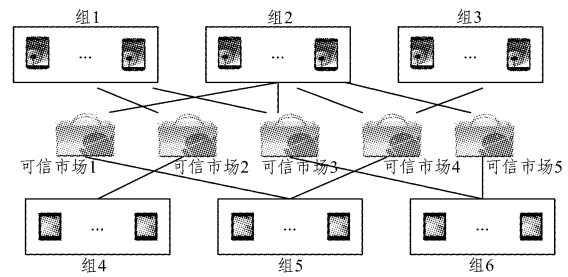 组1 组2 组3
… … …
可信市场1 可信市场2 可信市场3 可信市场4 可信市场5
… … …
组4 组5 组6